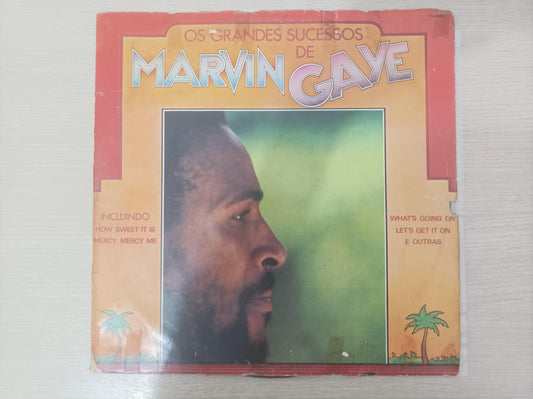 OS GRANDES SUCESSOS
DE
MARVIN GAYE
INCLUINDO
HOW SWEET IT IS
MERCY MERCY ME
WHAT'S GOING ON
LET'S GET IT ON
E OUTRAS